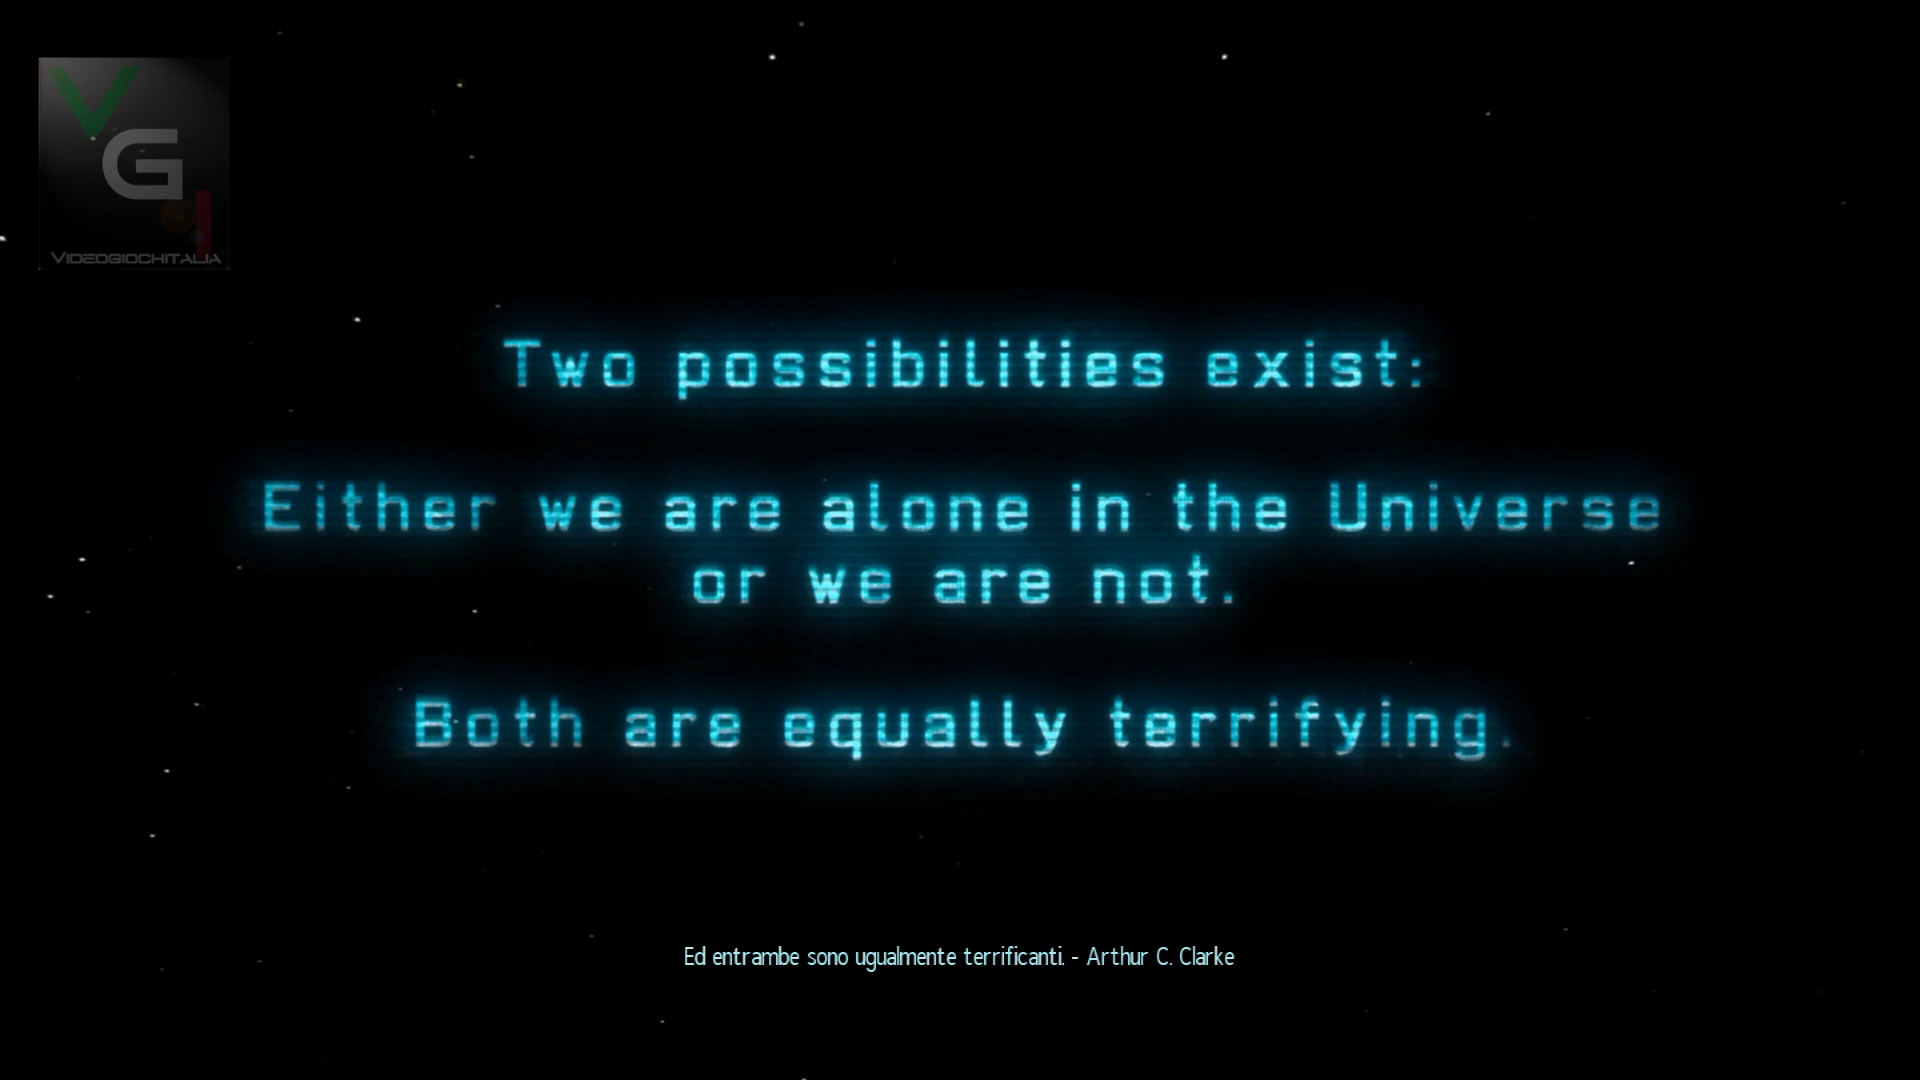 V
G
I
VIDEOGIOCHITALIA
Two possibilities exist:
Either we are alone in the Universe
or we are not.
Both are equally terrifying.
Ed entrambe sono ugualmente terrificanti. - Arthur C. Clarke